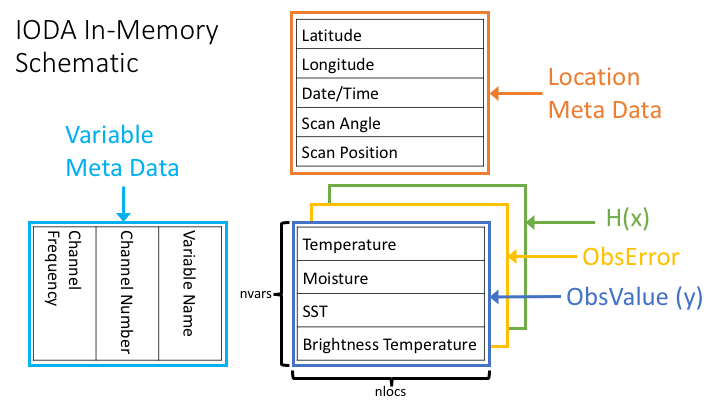 IODA In-Memory
Schematic
Latitude
Longitude
Date/Time
Scan Angle
Scan Position
Location
Meta Data
Variable
Meta Data
Channel
Frequency
Channel Number
Variable Name
nvars
Temperature
Moisture
SST
Brightness Temperature
nlocs
H(x)
ObsError
ObsValue (y)